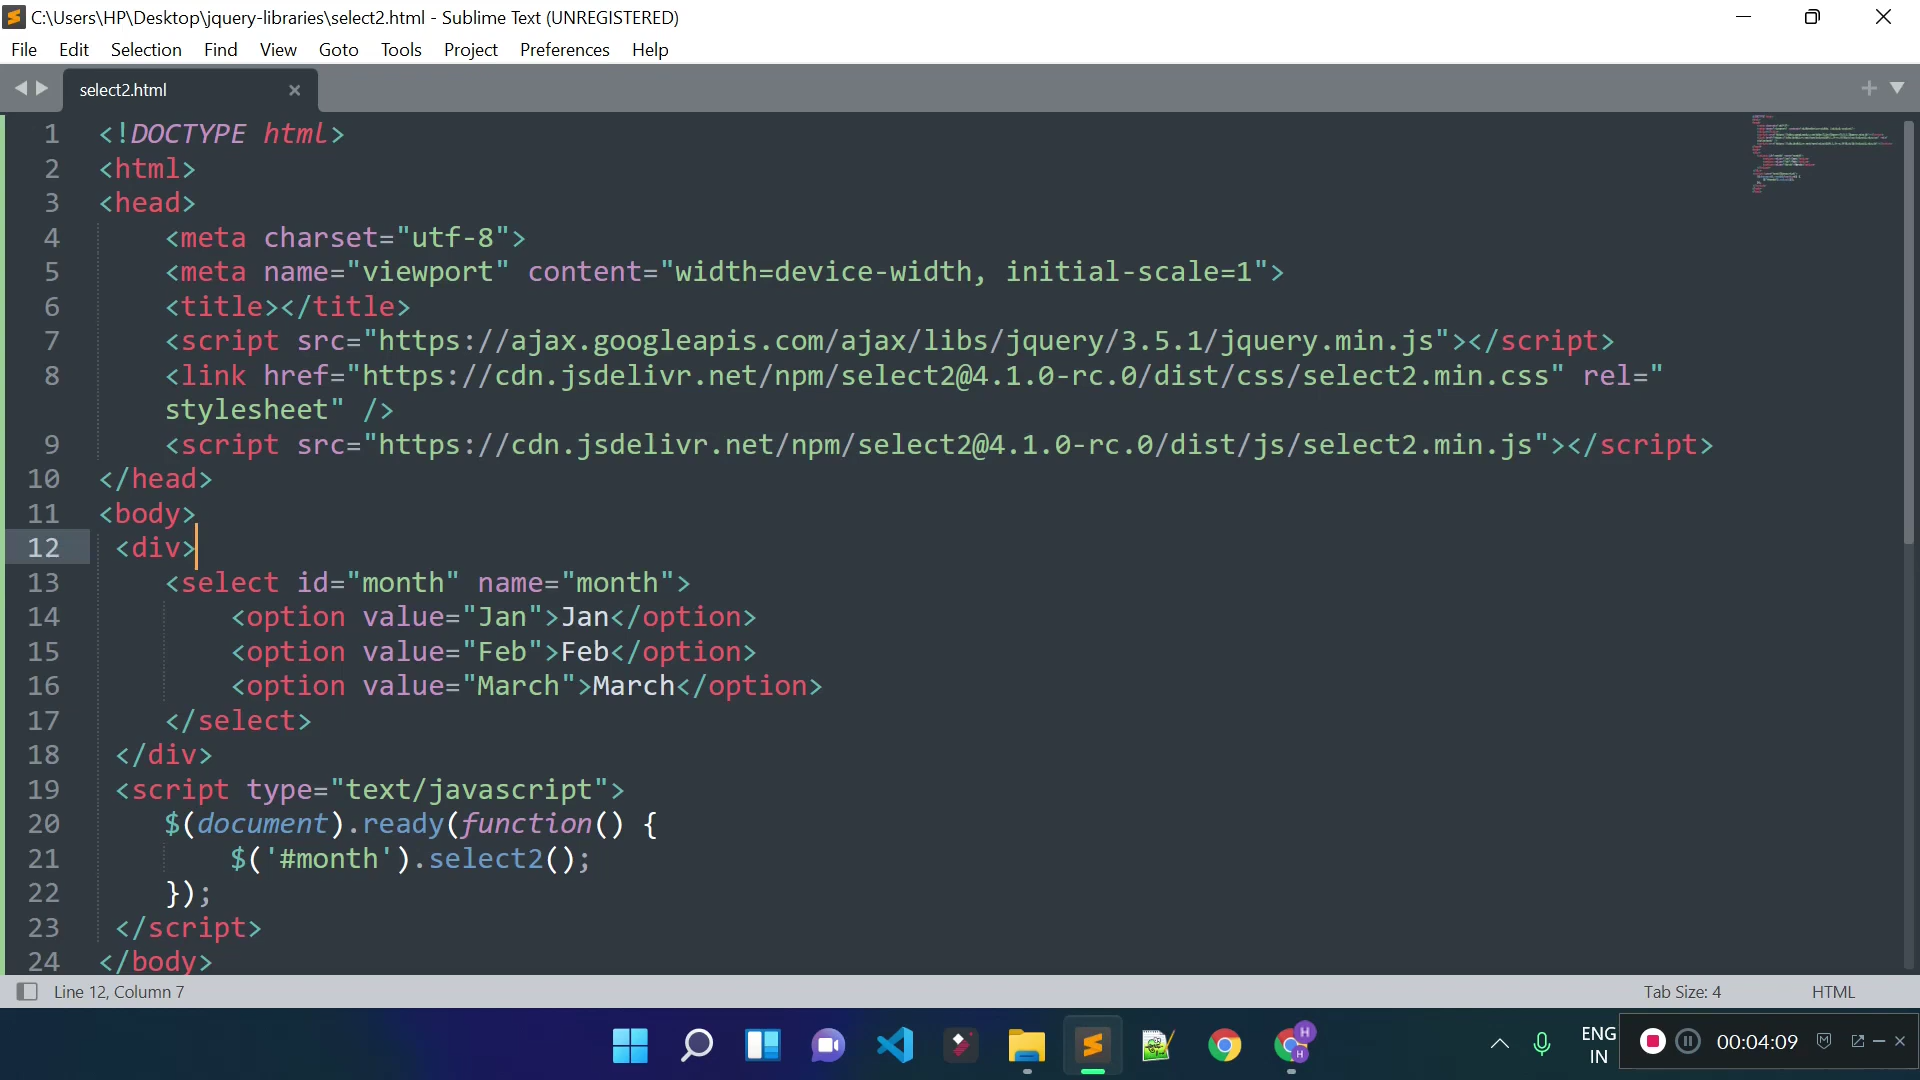 C:\Users\HP\Desktop\jquery-libraries\select2.html - Sublime Text (UNREGISTERED)
File Edit Selection Find View Goto Tools Project Preferences Help
select2.html
1 <!DOCTYPE html>
2 <html>
3 <head>
4 <meta charset="utf-8">
5 <meta name="viewport" content="width=device-width, initial-scale=1">
6 <title></title>
7 <script src="https://ajax.googleapis.com/ajax/libs/jquery/3.5.1/jquery.min.js"></script>
8 <link href="https://cdn.jsdelivr.net/npm/select2@4.1.0-rc.0/dist/css/select2.min.css" rel="
stylesheet" />
9 <script src="https://cdn.jsdelivr.net/npm/select2@4.1.0-rc.0/dist/js/select2.min.js"></script>
10 </head>
11 <body>
12 <div>
13 <select id="month" name="month">
14 <option value="Jan">Jan</option>
15 <option value="Feb">Feb</option>
16 <option value="March">March</option>
17 </select>
18 </div>
19 <script type="text/javascript">
20 $(document).ready(function() {
21 $('#month').select2();
22 });
23 </script>
24 </body>
Line 12, Column 7 Tab Size: 4 HTML
H
H
ENG
IN
00:04:09